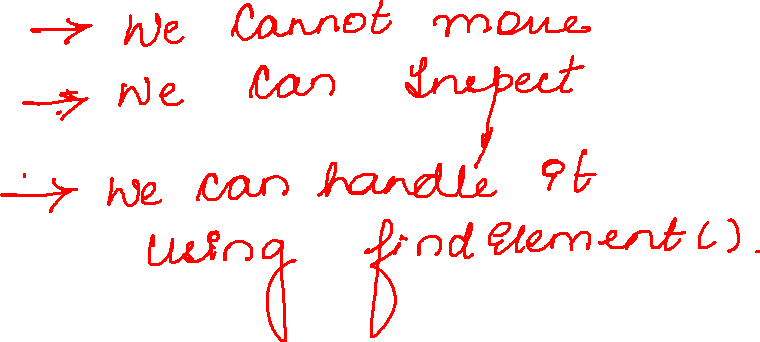 → We Cannot move
→ We Can Inspect
→ We can handle it
using findElement().